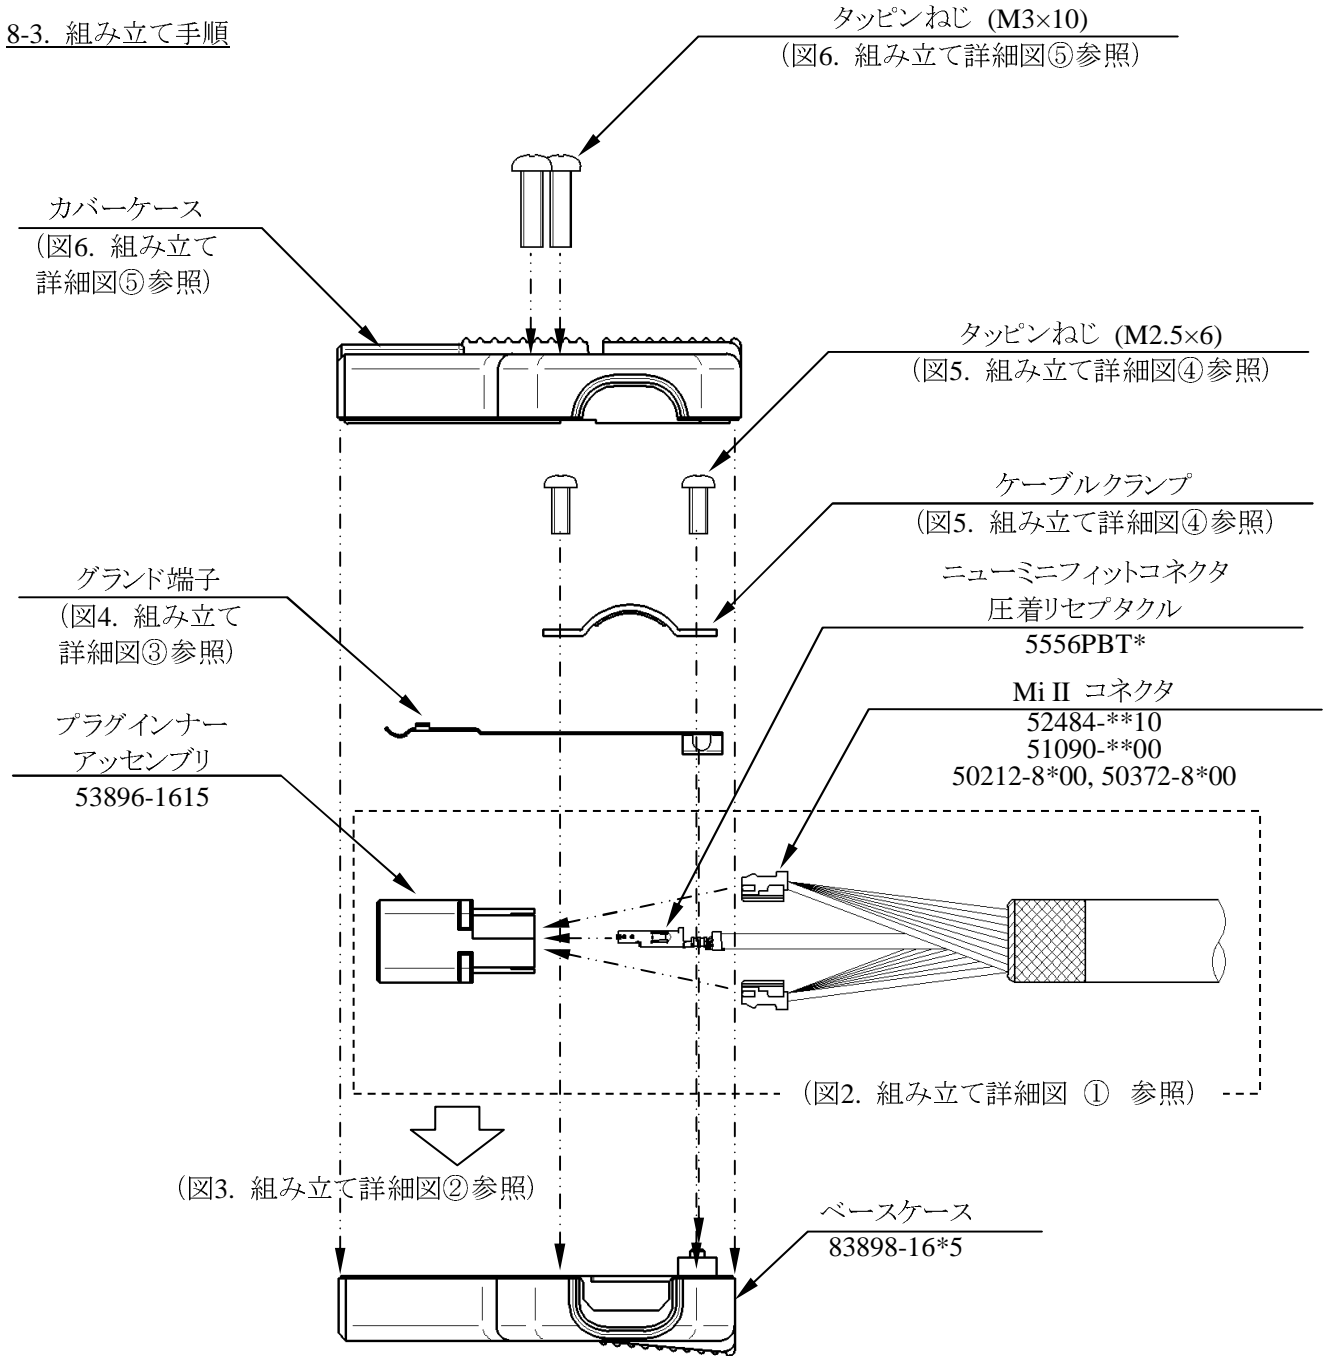 8-3. 組み立て手順
タッピンねじ (M3×10)
(図6. 組み立て詳細図⑤参照)
カバーケース
(図6. 組み立て
詳細図⑤参照)
タッピンねじ (M2.5×6)
(図5. 組み立て詳細図④参照)
ケーブルクランプ
(図5. 組み立て詳細図④参照)
グランド端子
(図4. 組み立て
詳細図③参照)
ニューミニフィットコネクタ
圧着リセプタクル
5556PBT*
Mi II コネクタ
52484-**10
51090-**00
50212-8*00, 50372-8*00
プラグインナー
アッセンブリ
53896-1615
(図2. 組み立て詳細図 ① 参照)
(図3. 組み立て詳細図②参照)
ベースケース
83898-16*5